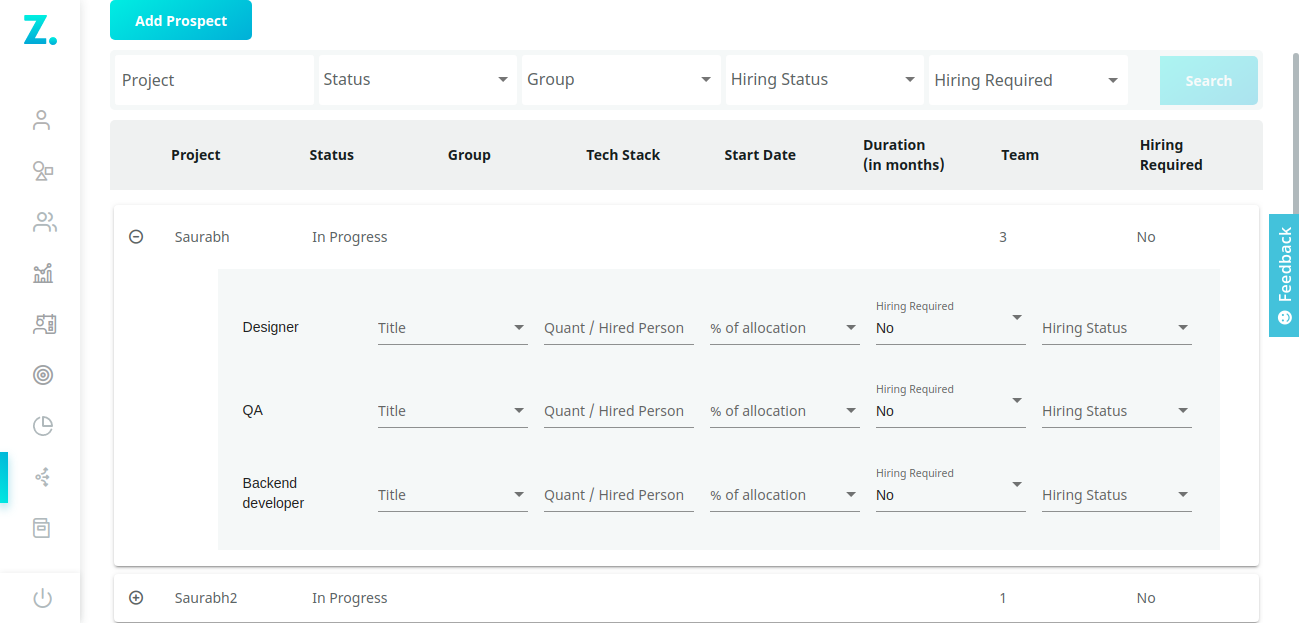 Z.
Add Prospect
Project Status Group Hiring Status Hiring Required Search
Project Status Group Tech Stack Start Date Duration (in months) Team Hiring Required
Saurabh In Progress 3 No
Feedback
Hiring Required
Designer Title Quant / Hired Person % of allocation No Hiring Status
Hiring Required
QA Title Quant / Hired Person % of allocation No Hiring Status
Hiring Required
Backend developer Title Quant / Hired Person % of allocation No Hiring Status
Saurabh2 In Progress 1 No